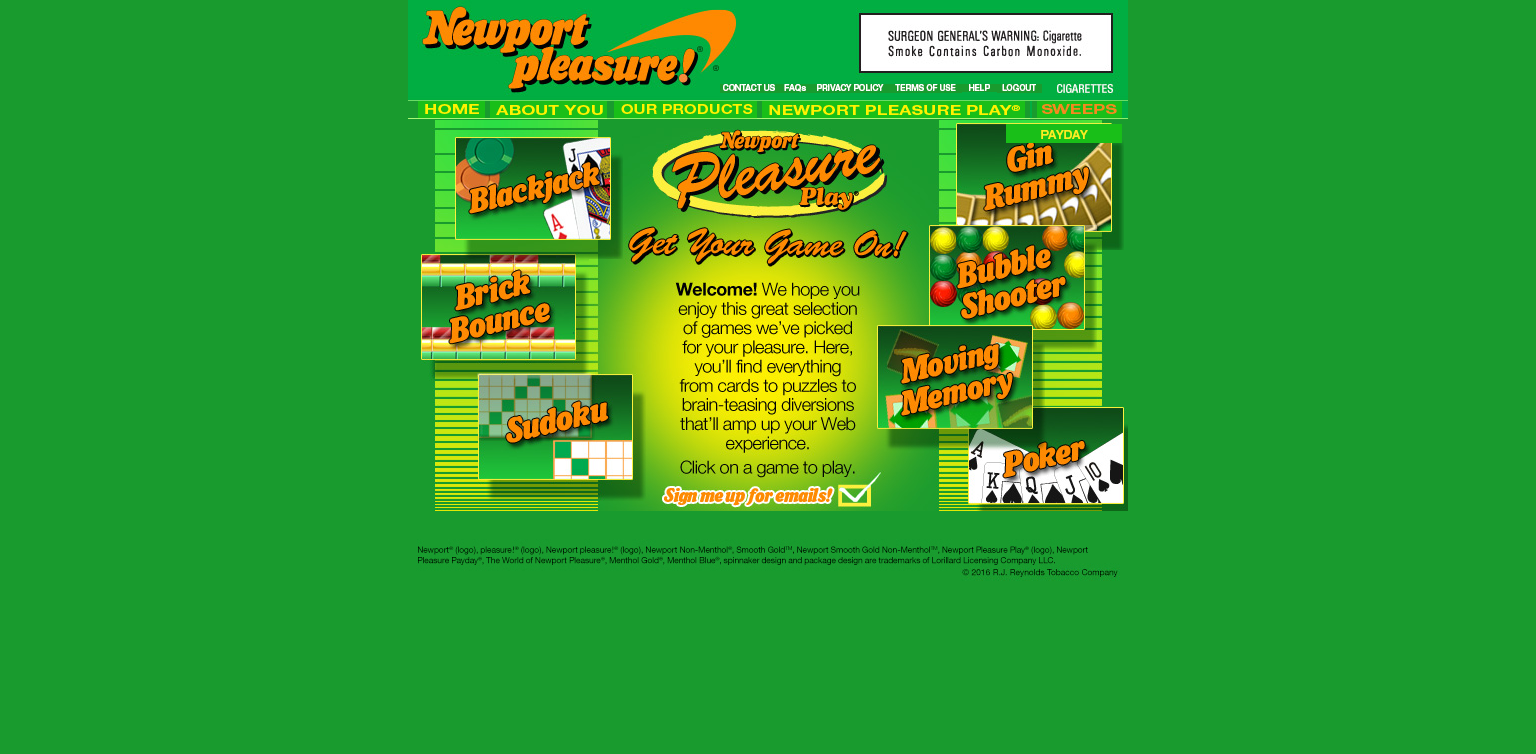 Newport
pleasure!®
®
SURGEON GENERAL'S WARNING: Cigarette
Smoke Contains Carbon Monoxide.
CONTACT US FAQs PRIVACY POLICY TERMS OF USE HELP LOGOUT CIGARETTES
HOME ABOUT YOU OUR PRODUCTS NEWPORT PLEASURE PLAY® SWEEPS
PAYDAY
J
A
Blackjack
Brick
Bounce
Sudoku
Newport
Pleasure
Play®
Get Your Game On!
Welcome! We hope you
enjoy this great selection
of games we've picked
for your pleasure. Here,
you'll find everything
from cards to puzzles to
brain-teasing diversions
that'll amp up your Web
experience.
Click on a game to play.
Sign me up for emails!
Gin
Rummy
Bubble
Shooter
Moving
Memory
A
K
Q
J
10
Poker
Newport® (logo), pleasure!® (logo), Newport pleasure!® (logo), Newport Non-Menthol®, Smooth Gold™, Newport Smooth Gold Non-Menthol™, Newport Pleasure Play® (logo), Newport
Pleasure Payday®, The World of Newport Pleasure®, Menthol Gold®, Menthol Blue®, spinnaker design and package design are trademarks of Lorillard Licensing Company LLC.
© 2016 R.J. Reynolds Tobacco Company